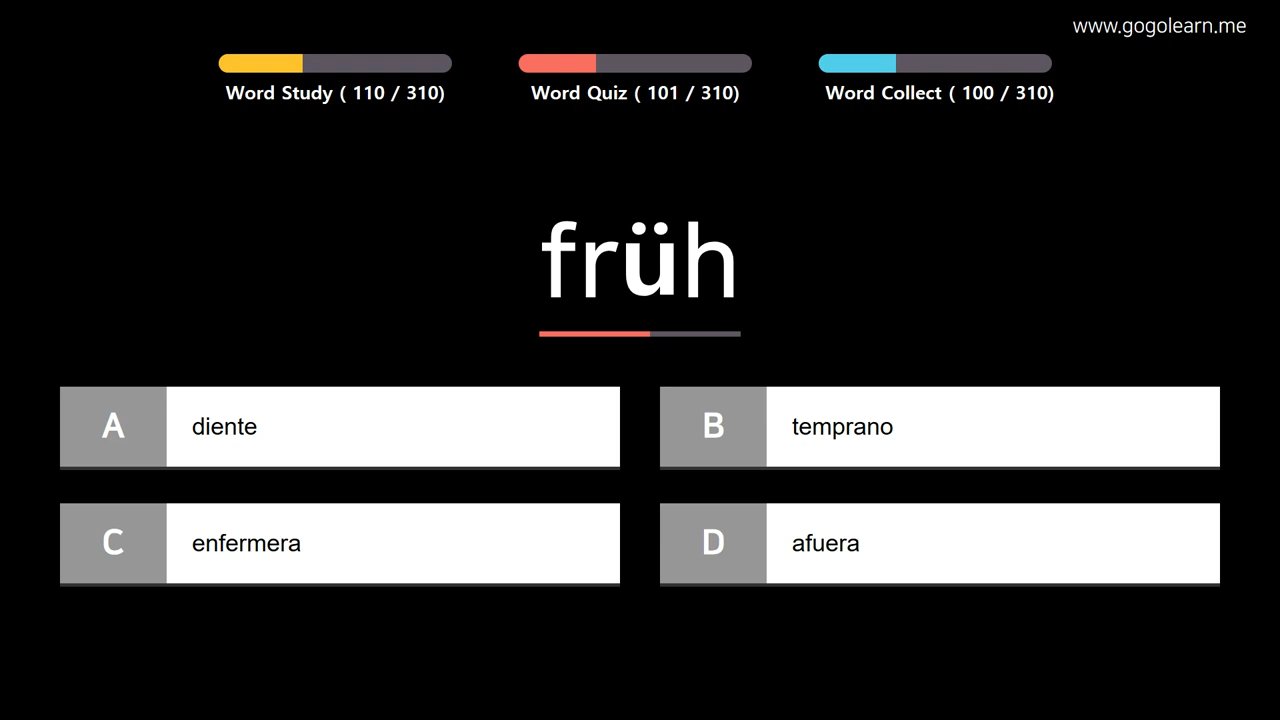 www.gogolearn.me
Word Study ( 110 / 310)
Word Quiz ( 101 / 310)
Word Collect ( 100 / 310)
früh
A diente
B temprano
C enfermera
D afuera